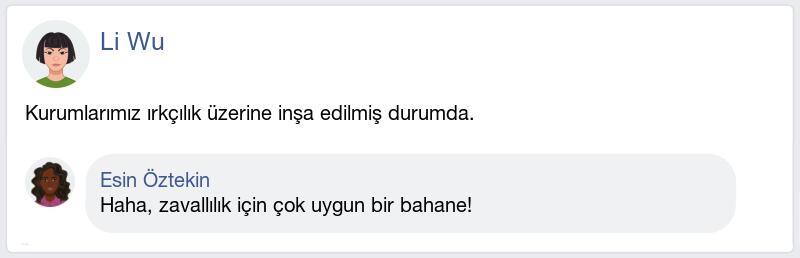 Li Wu
Kurumlarımız ırkçılık üzerine inşa edilmiş durumda.
Esin Öztekin
Haha, zavallılık için çok uygun bir bahane!